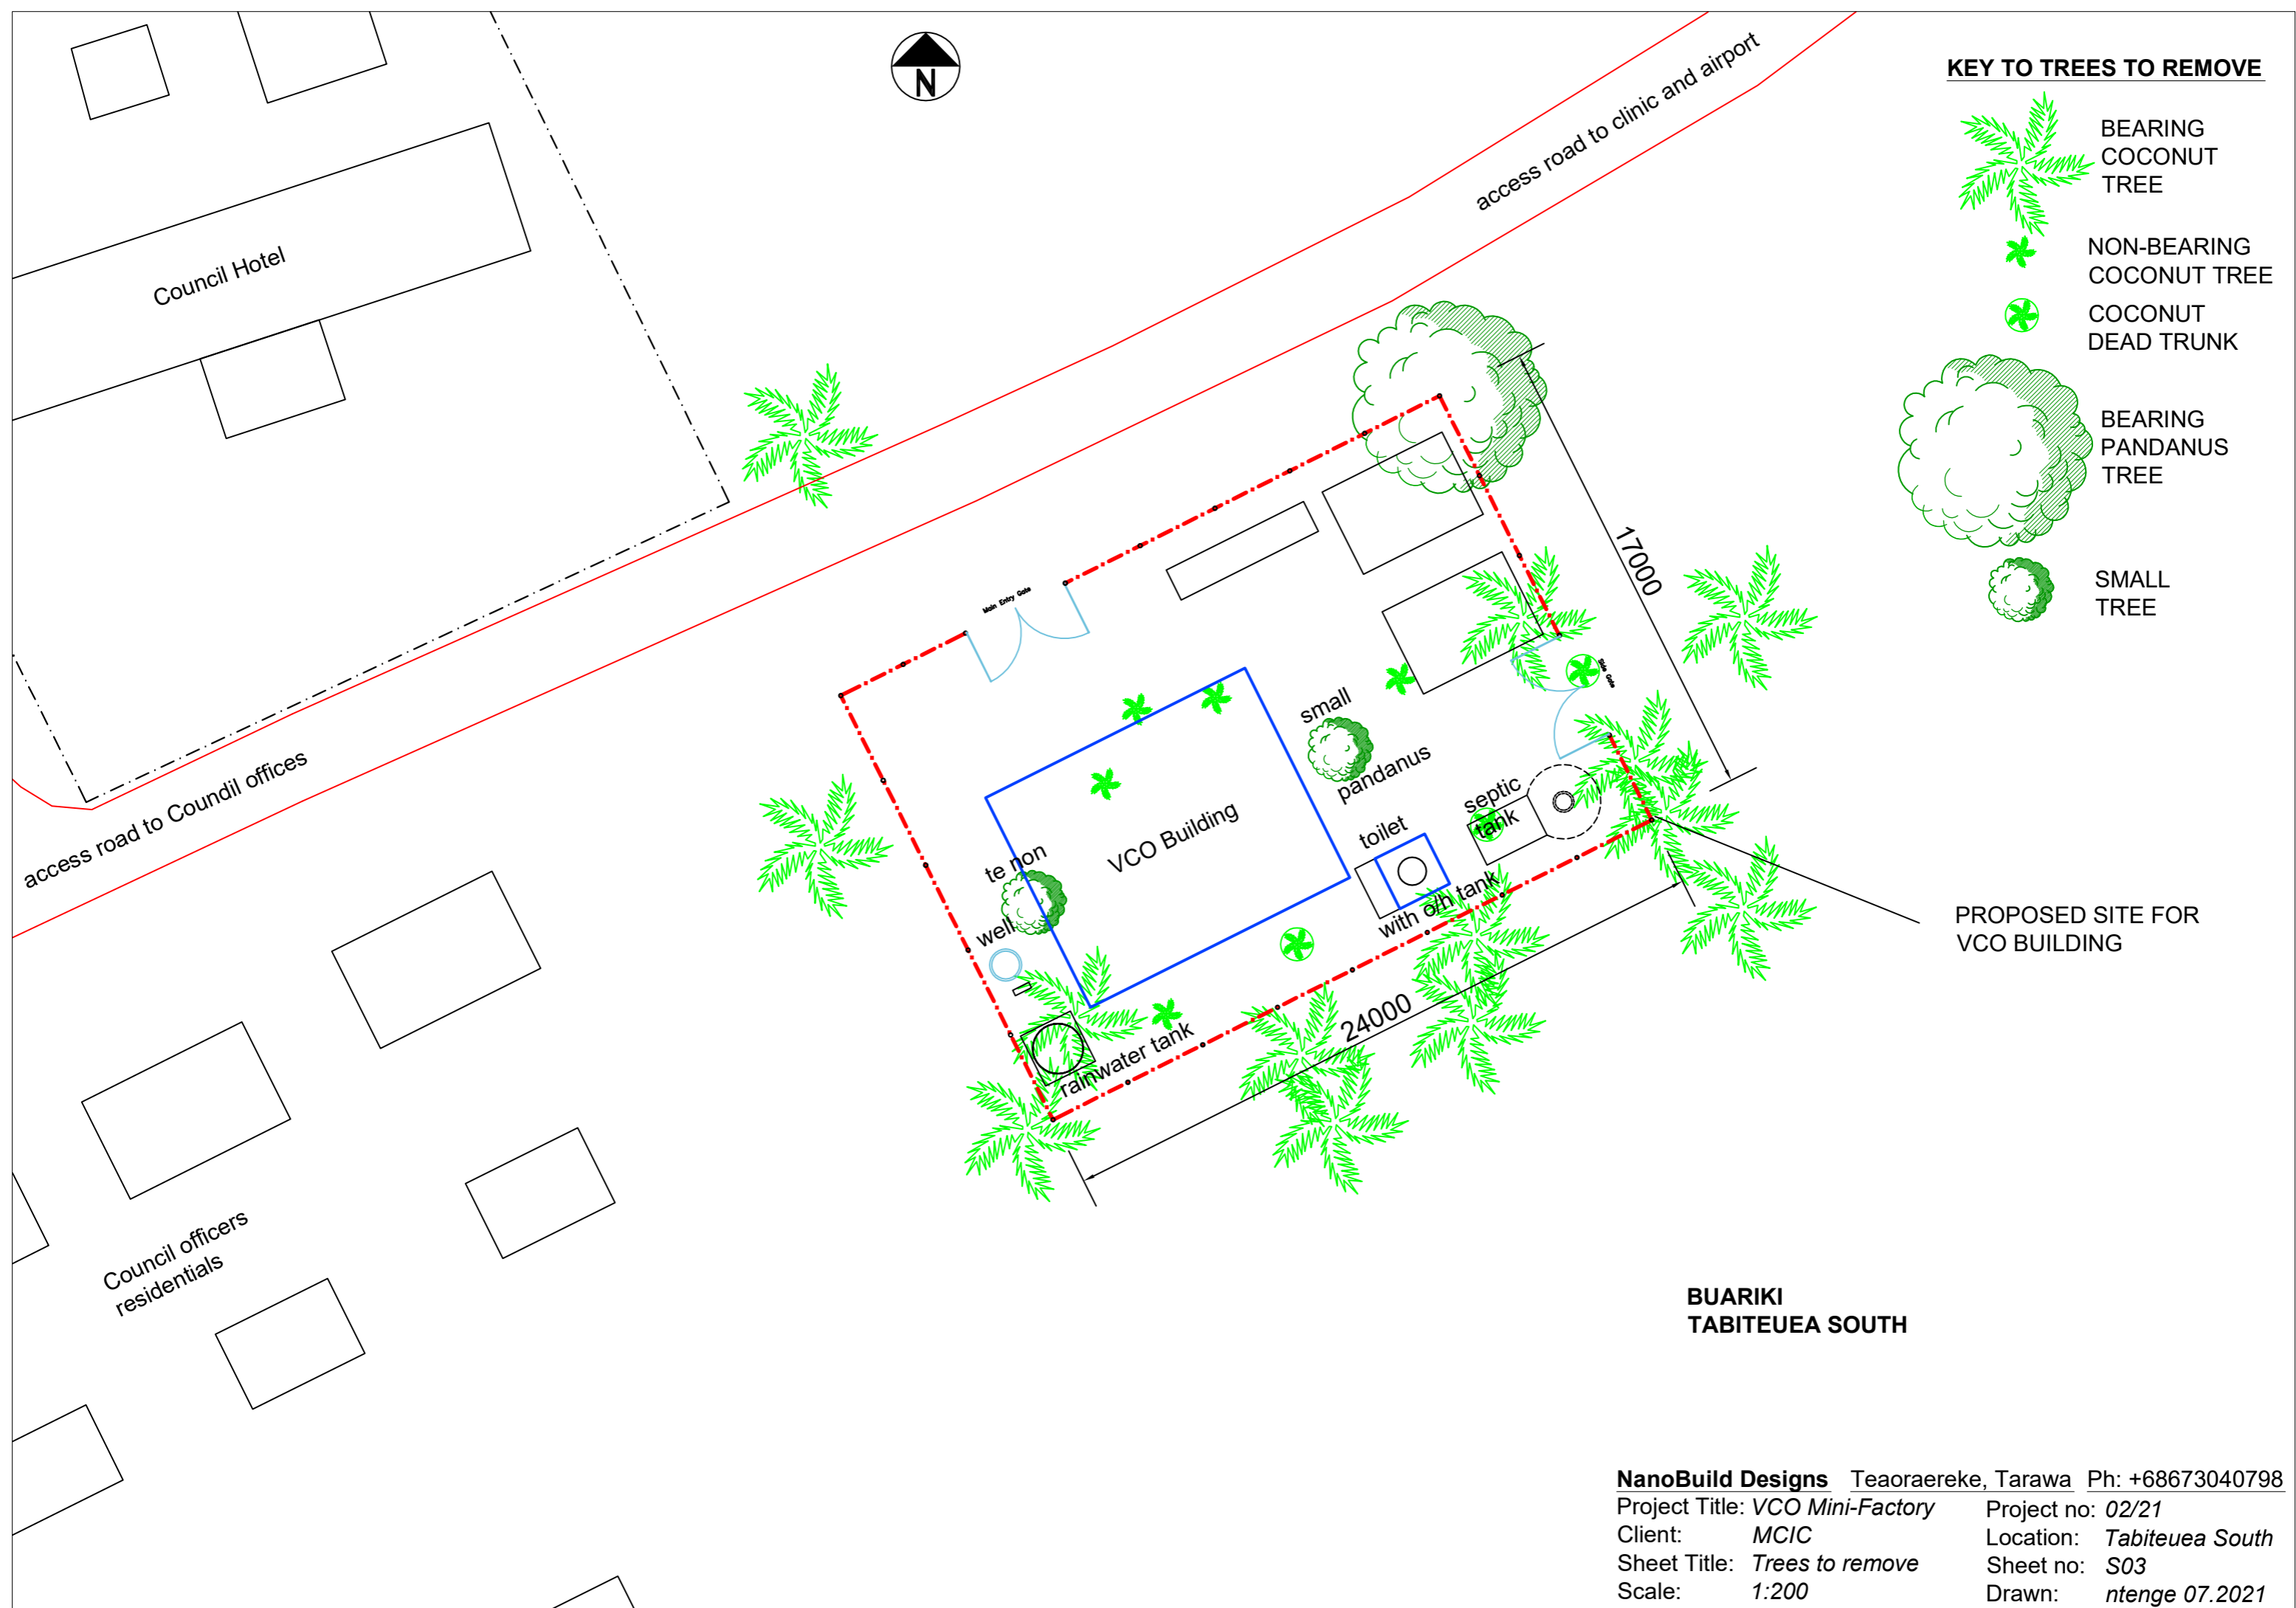 N
access road to clinic and airport
KEY TO TREES TO REMOVE
BEARING
COCONUT
TREE
NON-BEARING
COCONUT TREE
COCONUT
DEAD TRUNK
BEARING
PANDANUS
TREE
SMALL
TREE
Council Hotel
17000
Main Entry Gate
Side Gate
small
pandanus
septic
tank
toilet
with o/h tank
VCO Building
te non
well
rainwater tank
24000
access road to Coundil offices
PROPOSED SITE FOR
VCO BUILDING
Council officers
residentials
BUARIKI
TABITEUEA SOUTH
NanoBuild Designs Teaoraereke, Tarawa Ph: +68673040798
Project Title: VCO Mini-Factory Project no: 02/21
Client: MCIC Location: Tabiteuea South
Sheet Title: Trees to remove Sheet no: S03
Scale: 1:200 Drawn: ntenge 07.2021